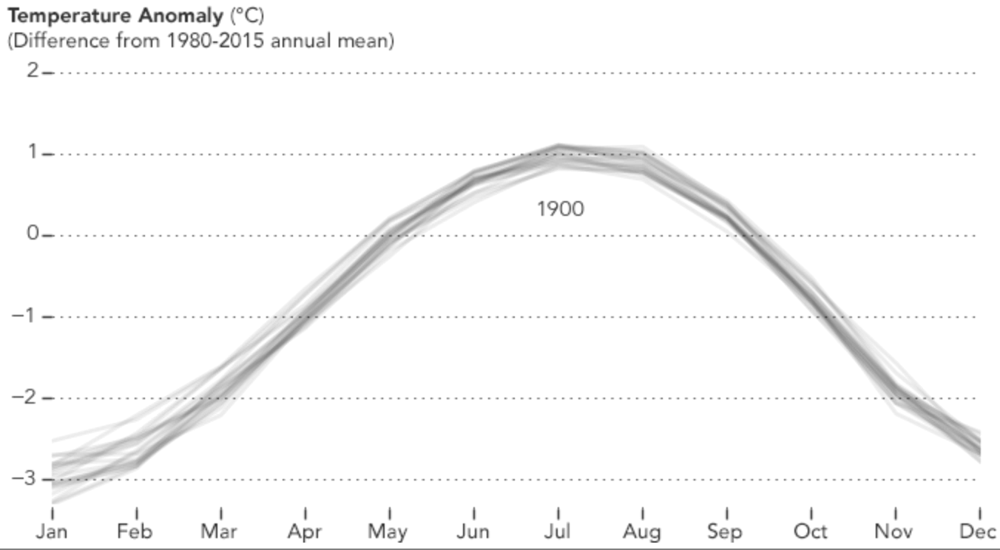 Temperature Anomaly (°C)
(Difference from 1980-2015 annual mean)
2
1
1900
0
−1
−2
−3
Jan Feb Mar Apr May Jun Jul Aug Sep Oct Nov Dec